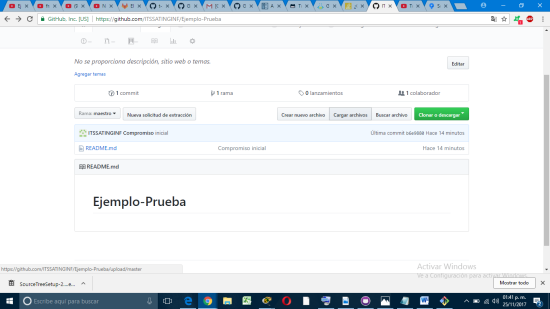 GitHub, Inc. [US] | https://github.com/ITSSATINGINF/Ejemplo-Prueba
No se proporciona descripción, sitio web o temas.
Editar
Agregar temas
1 commit
1 rama
0 lanzamientos
1 colaborador
Rama: maestro
Nueva solicitud de extracción
Crear nuevo archivo
Cargar archivos
Buscar archivo
Clonar o descargar
ITSSATINGINF Compromiso inicial
Última commit
Hace 14 minutos
README.md
Compromiso inicial
Hace 14 minutos
README.md
Ejemplo-Prueba
https://github.com/ITSSATINGINF/Ejemplo-Prueba/upload/master
Activar Windows
Ve a Configuración para activar Windows.
SourceTreeSetup-2....e...
Mostrar todo
Escribe aquí para buscar
01:41 p. m.
25/11/2017